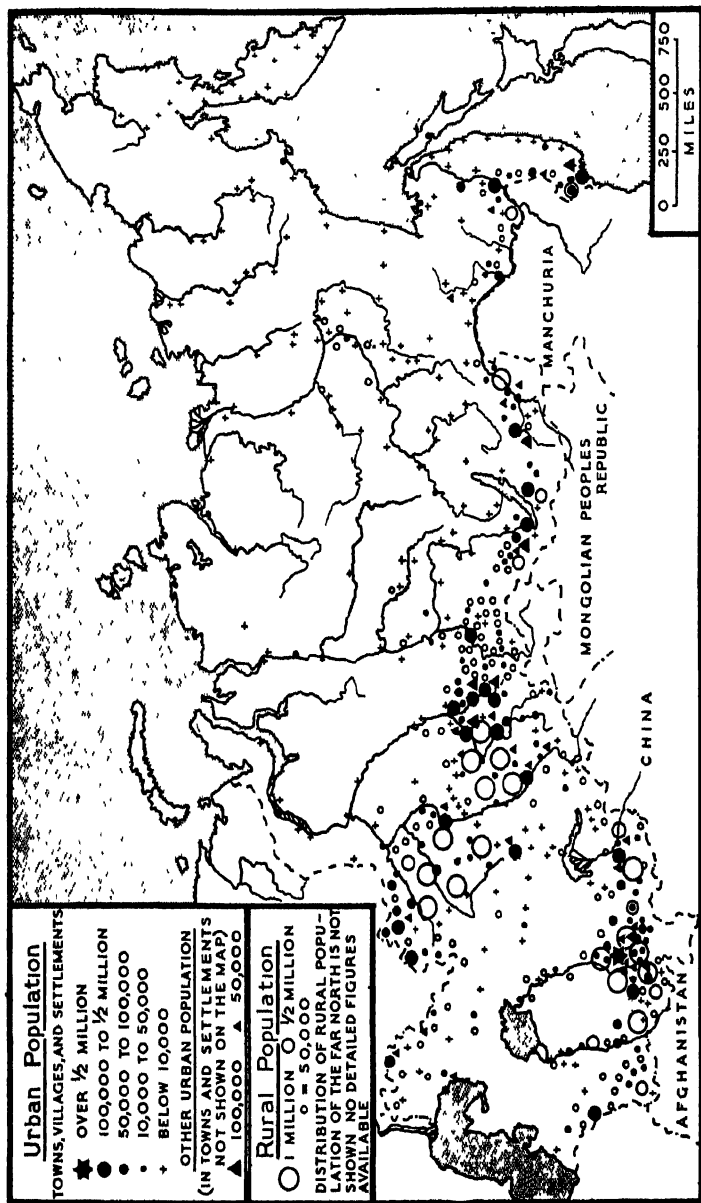 Urban Population
TOWNS, VILLAGES, AND SETTLEMENTS
OVER ½ MILLION
100,000 TO ½ MILLION
50,000 TO 100,000
10,000 TO 50,000
BELOW 10,000
OTHER URBAN POPULATION
(IN TOWNS AND SETTLEMENTS
NOT SHOWN ON THE MAP)
100,000 50,000
Rural Population
1 MILLION ½ MILLION
= 50,000
DISTRIBUTION OF RURAL POPU-
LATION OF THE FAR NORTH IS NOT
SHOWN NO DETAILED FIGURES
AVAILABLE
AFGHANISTAN
CHINA
MONGOLIAN PEOPLES
REPUBLIC
MANCHURIA
0 250 500 750
MILES